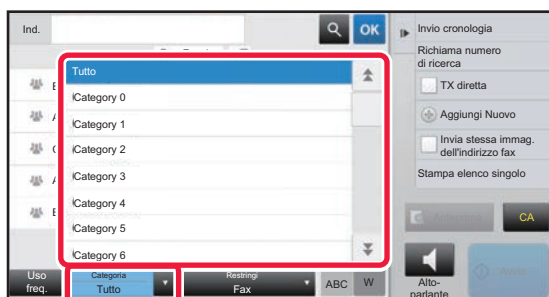 Ind.
OK
Tutto
Category 0
Category 1
Category 2
Category 3
Category 4
Category 5
Category 6
Uso
freq.
Categoria
Tutto
Restringi
Fax
ABC
W
Invio cronologia
Richiama numero
di ricerca
TX diretta
Aggiungi Nuovo
Invia stessa immag.
dell'indirizzo fax
Stampa elenco singolo
Anteprima
CA
Alto-
parlante
Avvio